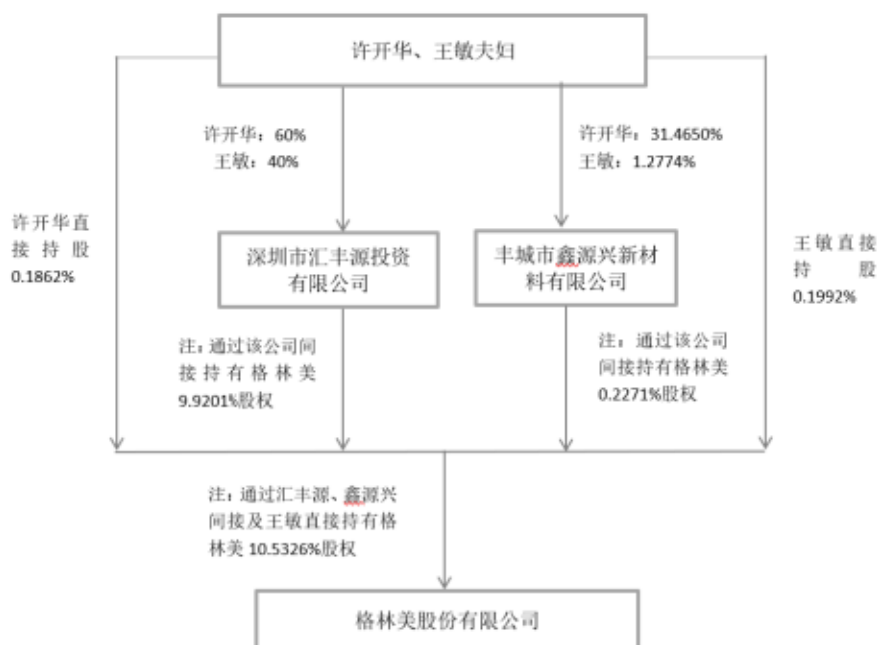 许开华、王敏夫妇
许开华：60%
王敏：40%
许开华：31.4650%
王敏：1.2774%
许开华直
接持股
0.1862%
深圳市汇丰源投资
有限公司
丰城市鑫源兴新材
料有限公司
王敏直接
持股
0.1992%
注：通过该公司间
接持有格林美
9.9201%股权
注：通过该公司
间接持有格林美
0.2271%股权
注：通过汇丰源、鑫源兴
间接及王敏直接持有格
林美 10.5326%股权
格林美股份有限公司